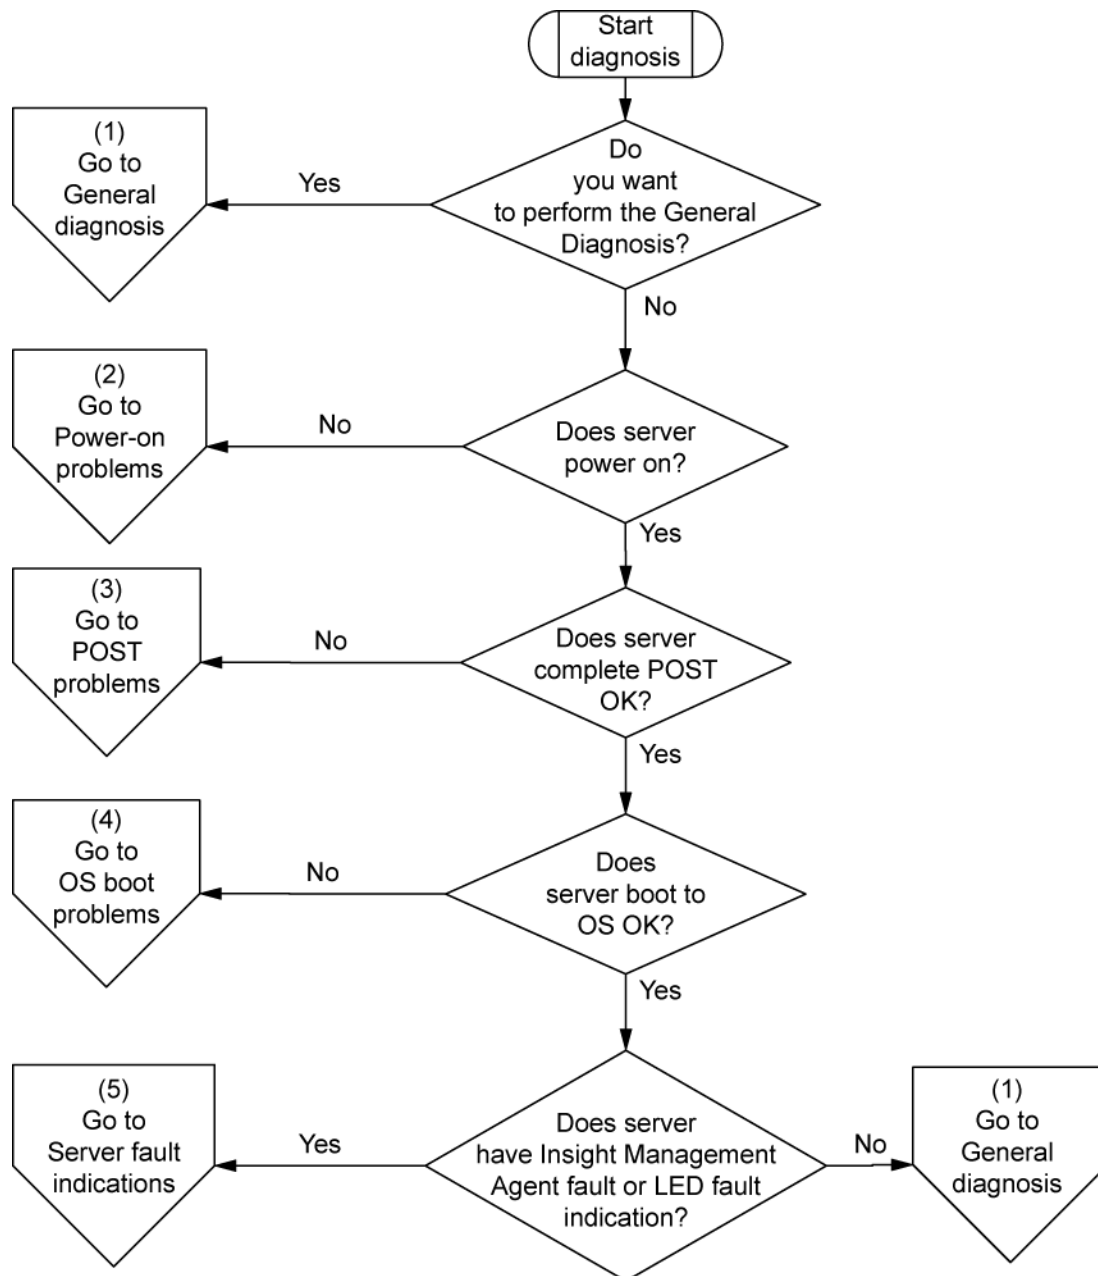 Start
diagnosis
Do
you want
to perform the General
Diagnosis?
Yes
(1)
Go to
General
diagnosis
No
Does server
power on?
No
(2)
Go to
Power-on
problems
Yes
Does server
complete POST
OK?
No
(3)
Go to
POST
problems
Yes
Does
server boot to
OS OK?
No
(4)
Go to
OS boot
problems
Yes
Does server
have Insight Management
Agent fault or LED fault
indication?
Yes
(5)
Go to
Server fault
indications
No
(1)
Go to
General
diagnosis